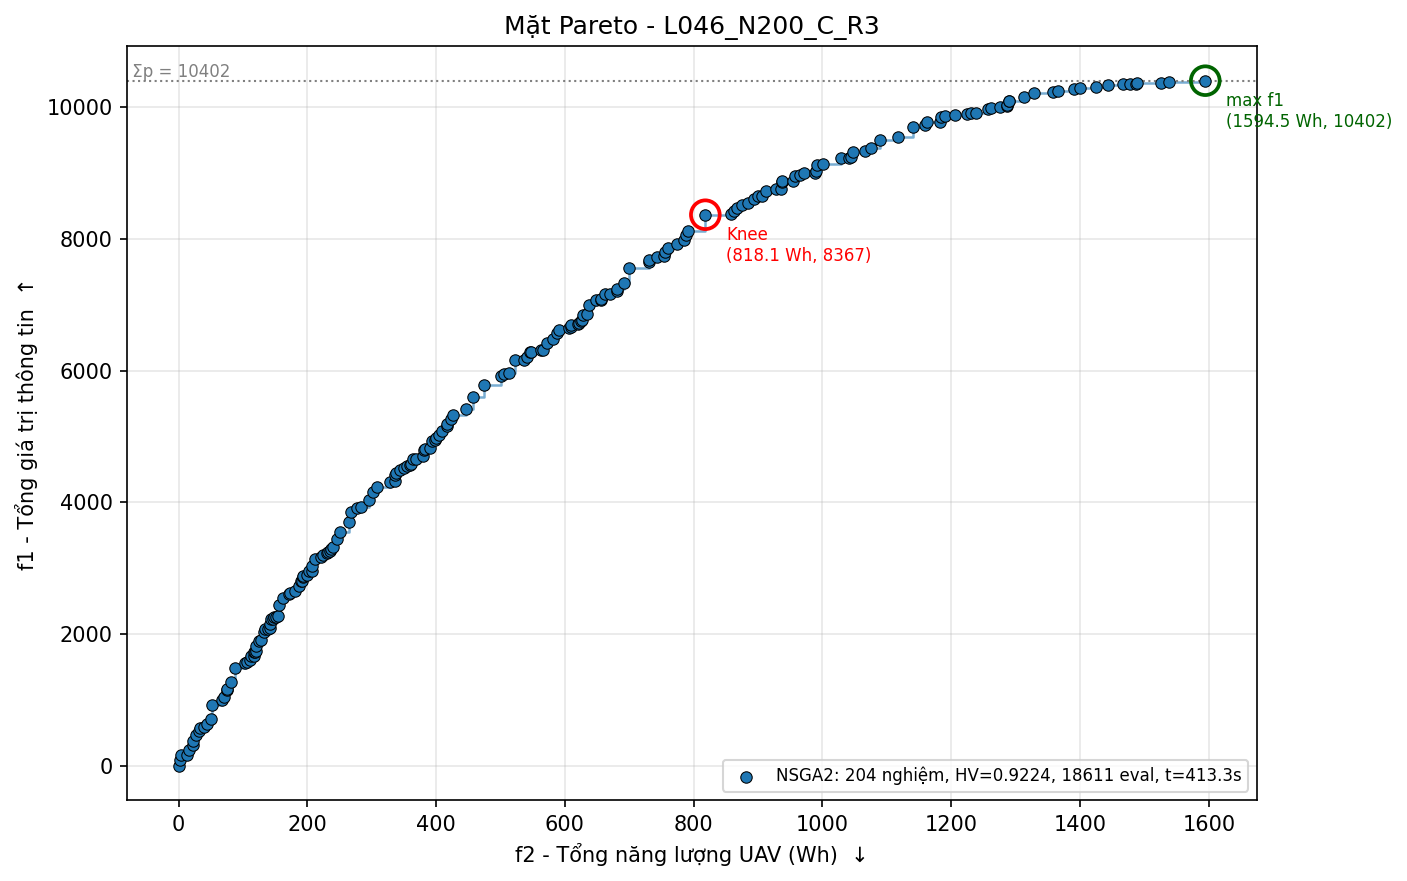 Mặt Pareto - L046_N200_C_R3
Σp = 10402
max f1
(1594.5 Wh, 10402)
Knee
(818.1 Wh, 8367)
f1 - Tổng giá trị thông tin ↑
10000
8000
6000
4000
2000
0
NSGA2: 204 nghiệm, HV=0.9224, 18611 eval, t=413.3s
0 200 400 600 800 1000 1200 1400 1600
f2 - Tổng năng lượng UAV (Wh) ↓